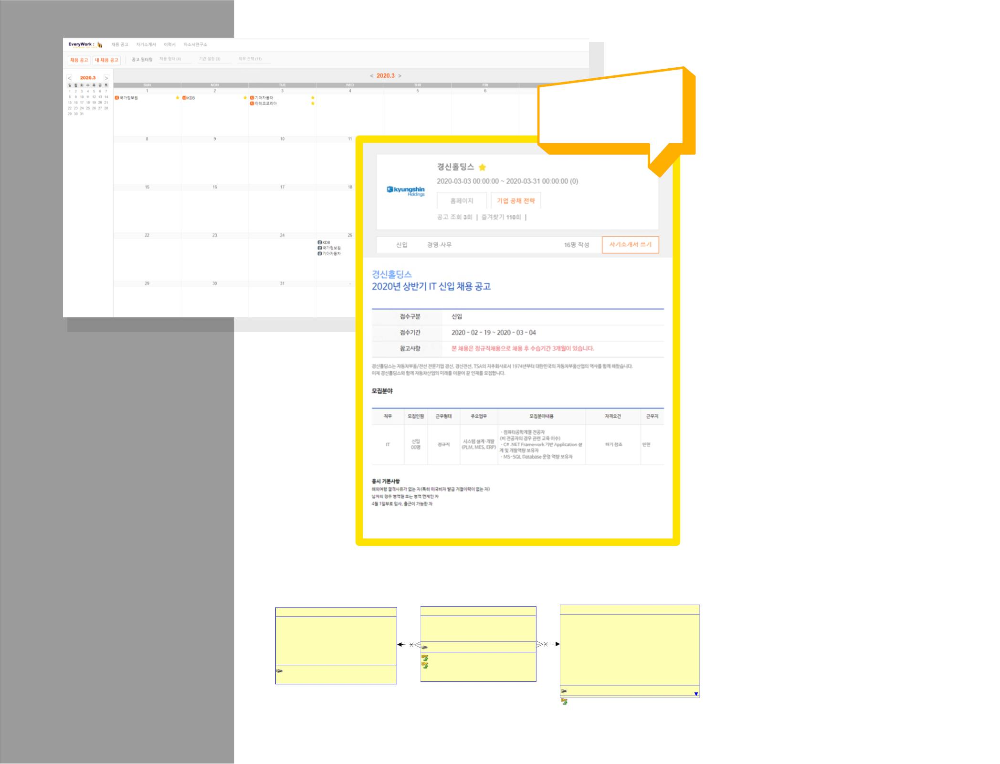 EveryWork :
채용 공고 자기소개서 이력서 자소서연구소
채용 공고 내 채용 공고 공고 필터링 채용 형태 (4) 기간 설정 (3) 직무 선택 (11)
< 2020.3 >
일 월 화 수 목 금 토
1 2 3 4 5 6 7
8 9 10 11 12 13 14
15 16 17 18 19 20 21
22 23 24 25 26 27 28
29 30 31
< 2020.3 >
SUN MON TUE WED THR FRI
1 2 3 4 5 6
시 국가정보원 시 KDB 시 기아자동차
시 아데코코리아
8 9 10 11
15 16 17 18
22 23 24 25
KDB
국가정보원
기아자동차
29 30 31 -
kyungshin
Holdings
경신홀딩스
2020-03-03 00:00:00 ~ 2020-03-31 00:00:00 (0)
홈페이지 기업 공채 전략
공고 조회 3회 | 즐겨찾기 110회 |
신입 경영·사무 16명 작성 자기소개서 쓰기
경신홀딩스
2020년 상반기 IT 신입 채용 공고
접수구분 신입
접수기간 2020 - 02 - 19 ~ 2020 - 03 - 04
참고사항 본 채용은 정규직채용으로 채용 후 수습기간 3개월이 있습니다.
경신홀딩스는 자동차부품/전선 전문기업 경신, 경신전선, TSA의 지주회사로서 1974년부터 대한민국의 자동차부품산업의 역사를 함께 해왔습니다.
이제 경신홀딩스와 함께 자동차산업의 미래를 이끌어 갈 인재를 모집합니다.
모집분야
직무 모집인원 근무형태 주요업무 모집분야내용 자격요건 근무지
IT 신입 00명 정규직 시스템 설계·개발 (PLM, MES, ERP)
· 컴퓨터공학계열 전공자
(비 전공자의 경우 관련 교육 이수)
· C# .NET Framework 기반 Application 설
계 및 개발역량 보유자
· MS-SQL Database 운영 역량 보유자
하기 참조 인천
응시 기본사항
해외여행 결격사유가 없는 자(특히 미국비자 발급 거절이력이 없는 자)
남자의 경우 병역필 또는 병역 면제인 자
4월 1일부로 입사, 출근이 가능한 자